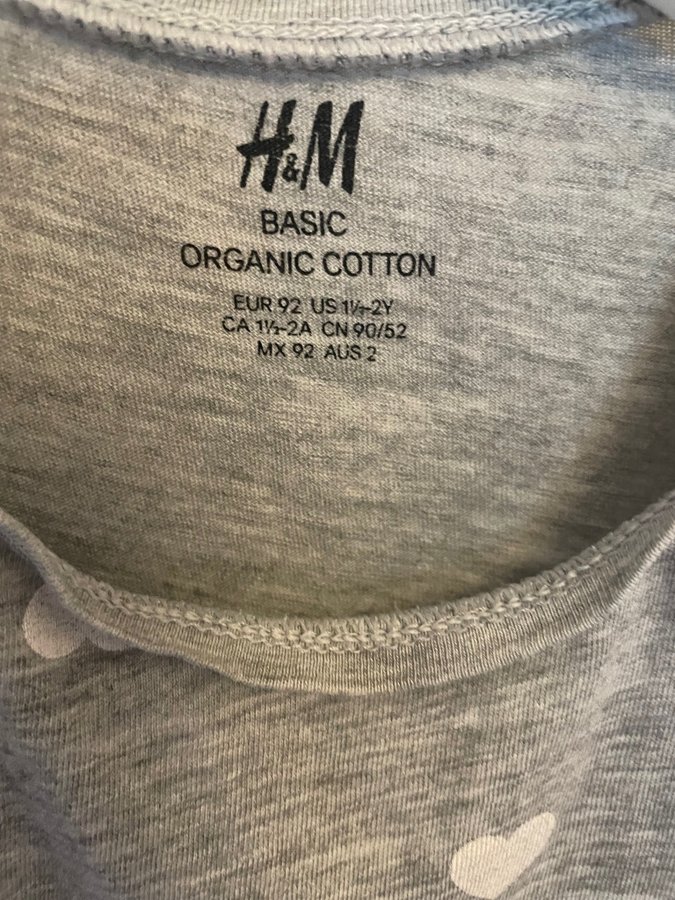 H&M
BASIC
ORGANIC COTTON
EUR 92 US 1½-2Y
CA 1½-2A CN 90/52
MX 92 AUS 2